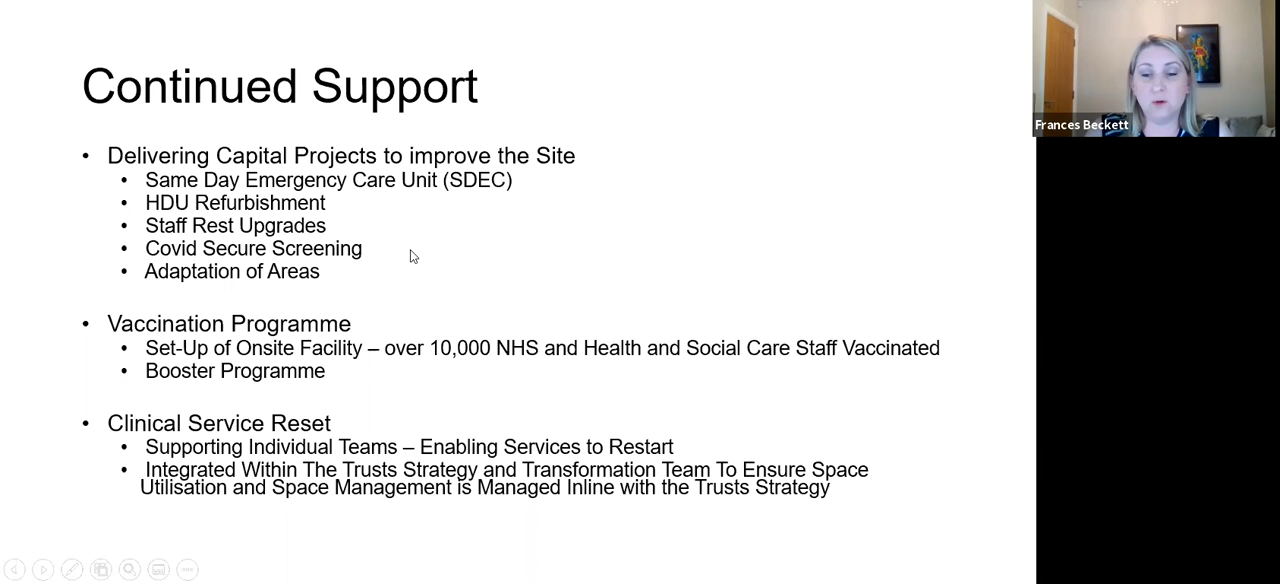 Continued Support
• Delivering Capital Projects to improve the Site
• Same Day Emergency Care Unit (SDEC)
• HDU Refurbishment
• Staff Rest Upgrades
• Covid Secure Screening
• Adaptation of Areas
• Vaccination Programme
• Set-Up of Onsite Facility – over 10,000 NHS and Health and Social Care Staff Vaccinated
• Booster Programme
• Clinical Service Reset
• Supporting Individual Teams – Enabling Services to Restart
• Integrated Within The Trusts Strategy and Transformation Team To Ensure Space
Utilisation and Space Management is Managed Inline with the Trusts Strategy
Frances Beckett